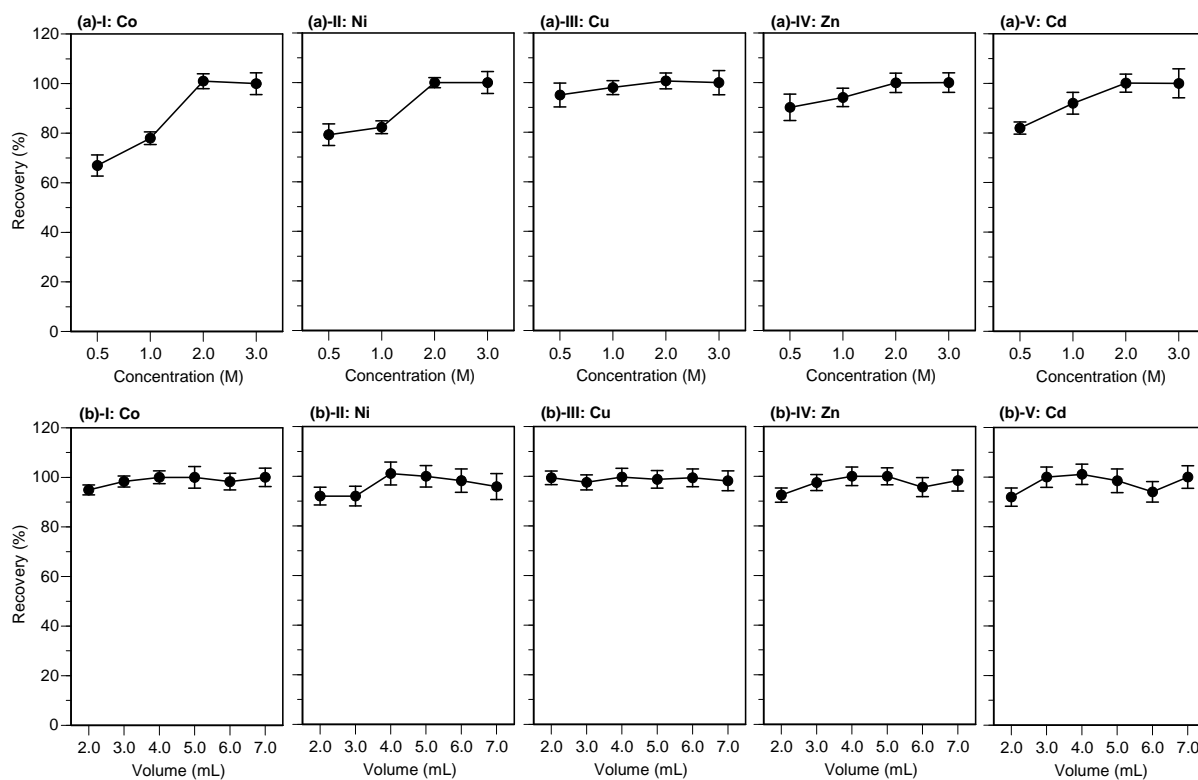 (a)-I: Co (a)-II: Ni (a)-III: Cu (a)-IV: Zn (a)-V: Cd
120
100
80
60
40
20
0
Recovery (%)
0.5 1.0 2.0 3.0 0.5 1.0 2.0 3.0 0.5 1.0 2.0 3.0 0.5 1.0 2.0 3.0 0.5 1.0 2.0 3.0
Concentration (M) Concentration (M) Concentration (M) Concentration (M) Concentration (M)
(b)-I: Co (b)-II: Ni (b)-III: Cu (b)-IV: Zn (b)-V: Cd
120
100
80
60
40
20
0
Recovery (%)
2.0 3.0 4.0 5.0 6.0 7.0 2.0 3.0 4.0 5.0 6.0 7.0 2.0 3.0 4.0 5.0 6.0 7.0 2.0 3.0 4.0 5.0 6.0 7.0 2.0 3.0 4.0 5.0 6.0 7.0
Volume (mL) Volume (mL) Volume (mL) Volume (mL) Volume (mL)